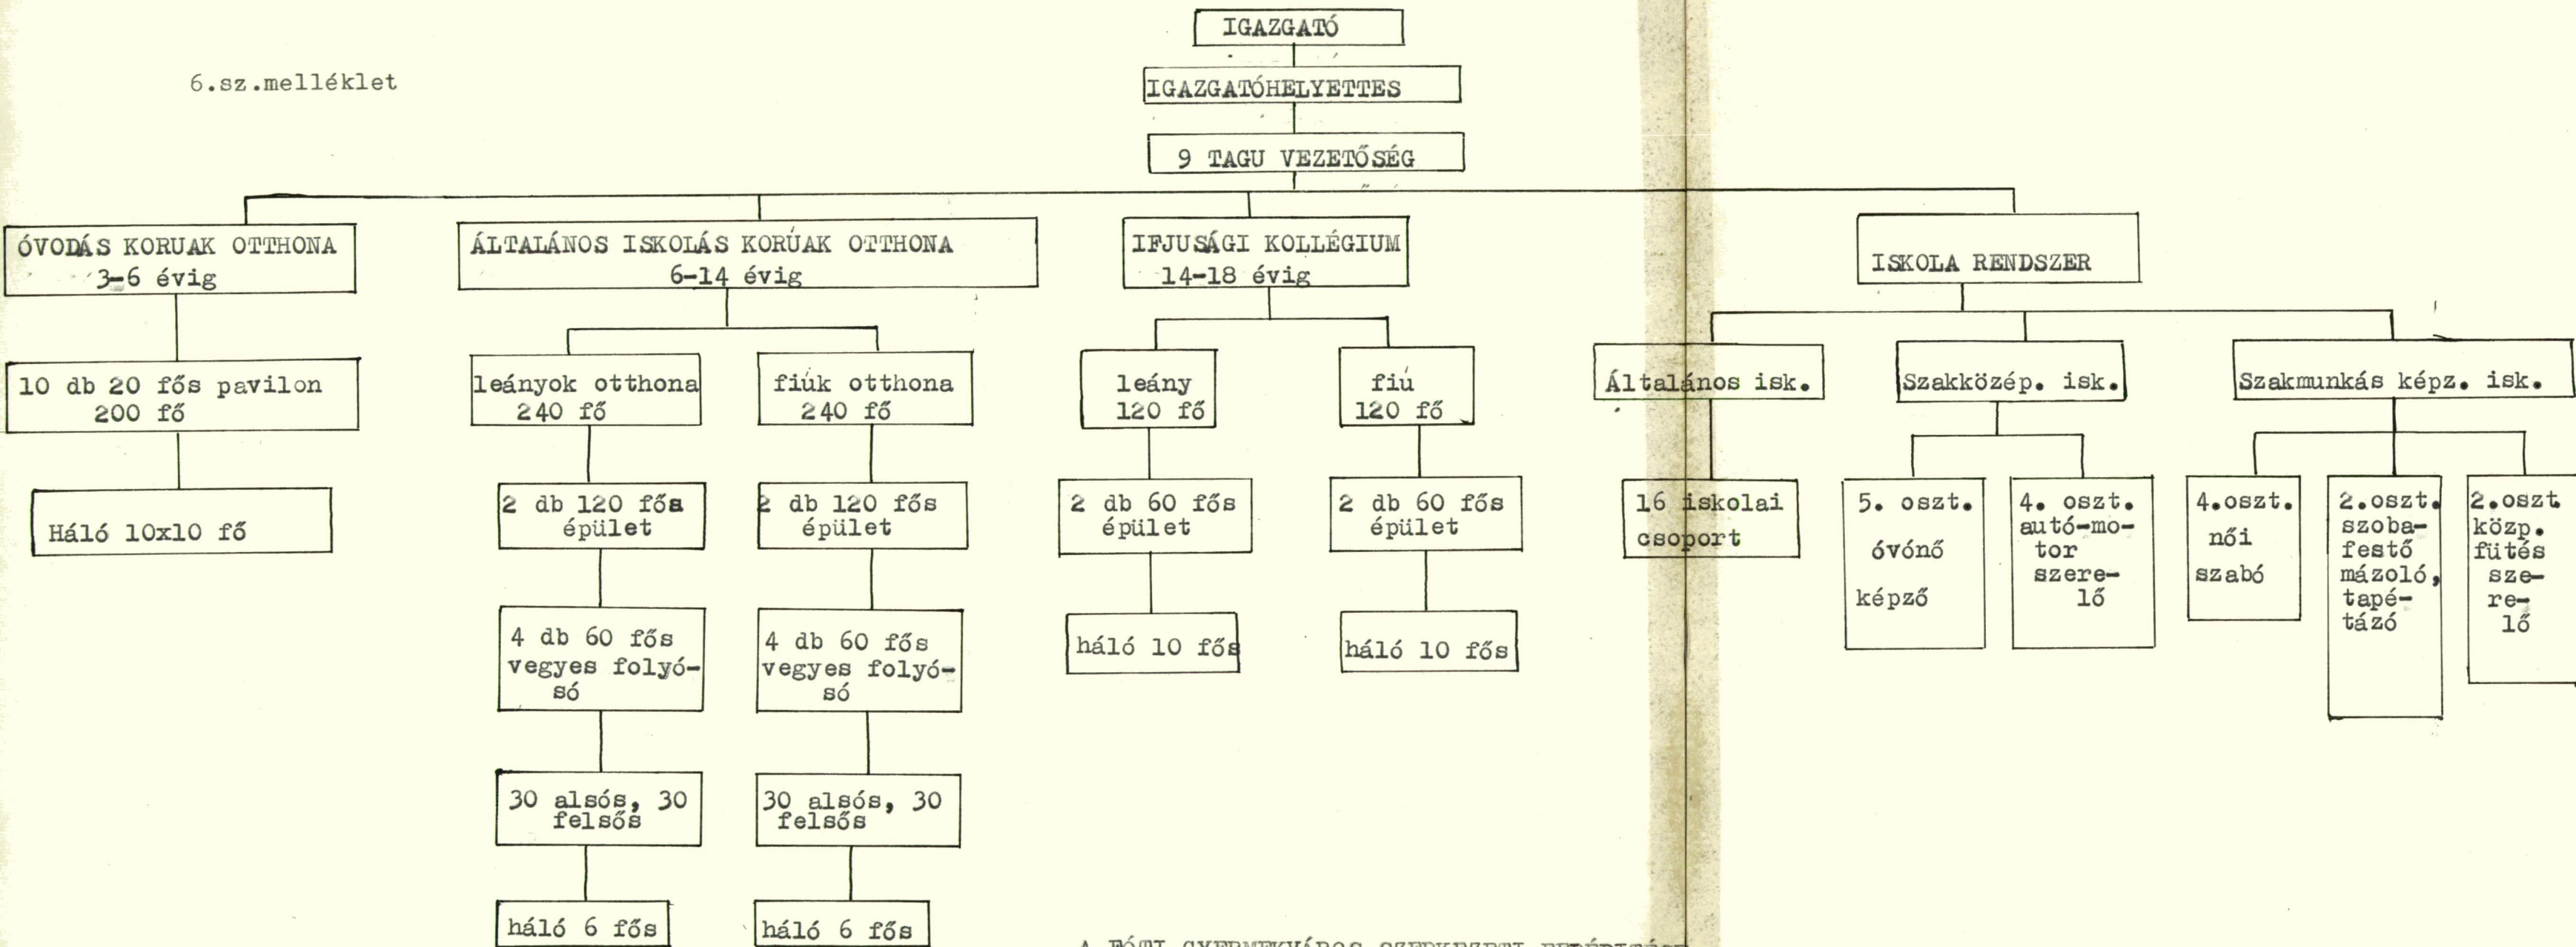 6.sz.melléklet
IGAZGATÓ
IGAZGATÓHELYETTES
9 TAGU VEZETŐSÉG
ÓVODÁS KORUAK OTTHONA
3-6 évig
10 db 20 fős pavilon
200 fő
Háló 10x10 fő
ÁLTALÁNOS ISKOLÁS KORÚAK OTTHONA
6-14 évig
leányok otthona
240 fő
2 db 120 fős
épület
4 db 60 fős
vegyes folyó-
só
30 alsós, 30
felsős
háló 6 fős
fiúk otthona
240 fő
2 db 120 fős
épület
4 db 60 fős
vegyes folyó-
só
30 alsós, 30
felsős
háló 6 fős
IFJUSÁGI KOLLÉGIUM
14-18 évig
leány
120 fő
2 db 60 fős
épület
háló 10 fős
fiú
120 fő
2 db 60 fős
épület
háló 10 fős
ISKOLA RENDSZER
Általános isk.
16 iskolai
csoport
Szakközép. isk.
5. oszt.
óvónő
képző
4. oszt.
autó-mo-
tor
szere-
lő
Szakmunkás képz. isk.
4.oszt.
női
szabó
2.oszt.
szoba-
festő
mázoló,
tapé-
tázó
2.oszt.
közp.
fütés
sze-
re-
lő
A FÓTI GYERMEKVÁROS SZERKEZETI